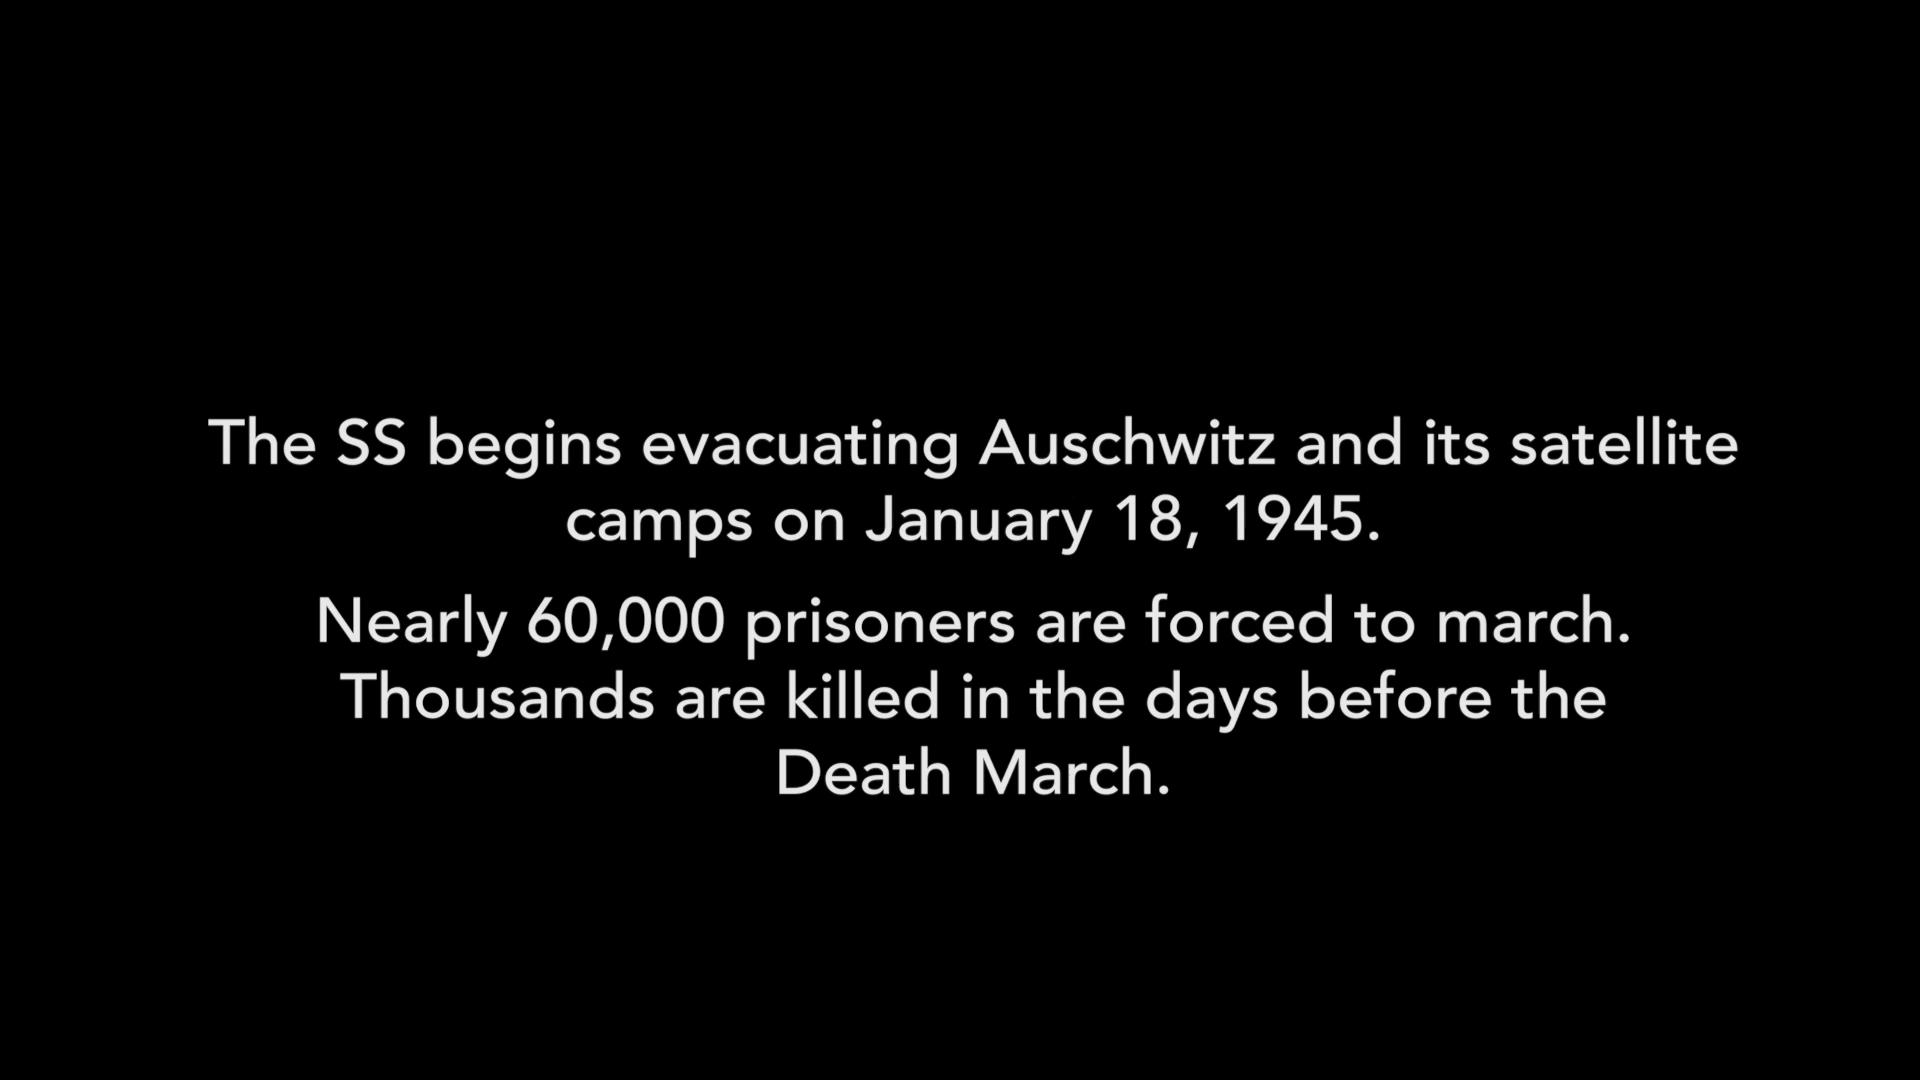 The SS begins evacuating Auschwitz and its satellite
camps on January 18, 1945.
Nearly 60,000 prisoners are forced to march.
Thousands are killed in the days before the
Death March.